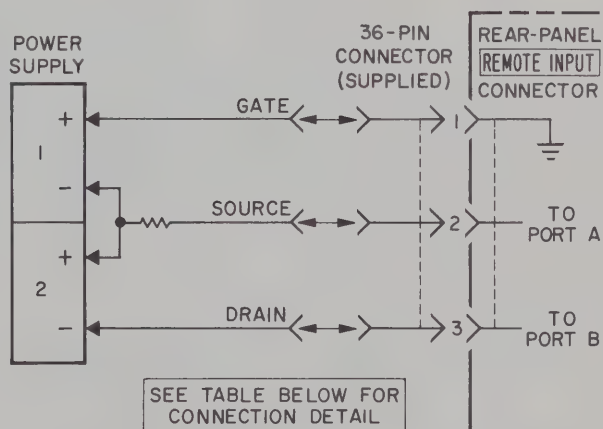 POWER
SUPPLY
36-PIN
CONNECTOR
(SUPPLIED)
REAR-PANEL
REMOTE INPUT
CONNECTOR
+
GATE
1
1
-
SOURCE
2
TO
PORT A
+
2
-
DRAIN
3
TO
PORT B
SEE TABLE BELOW FOR
CONNECTION DETAIL